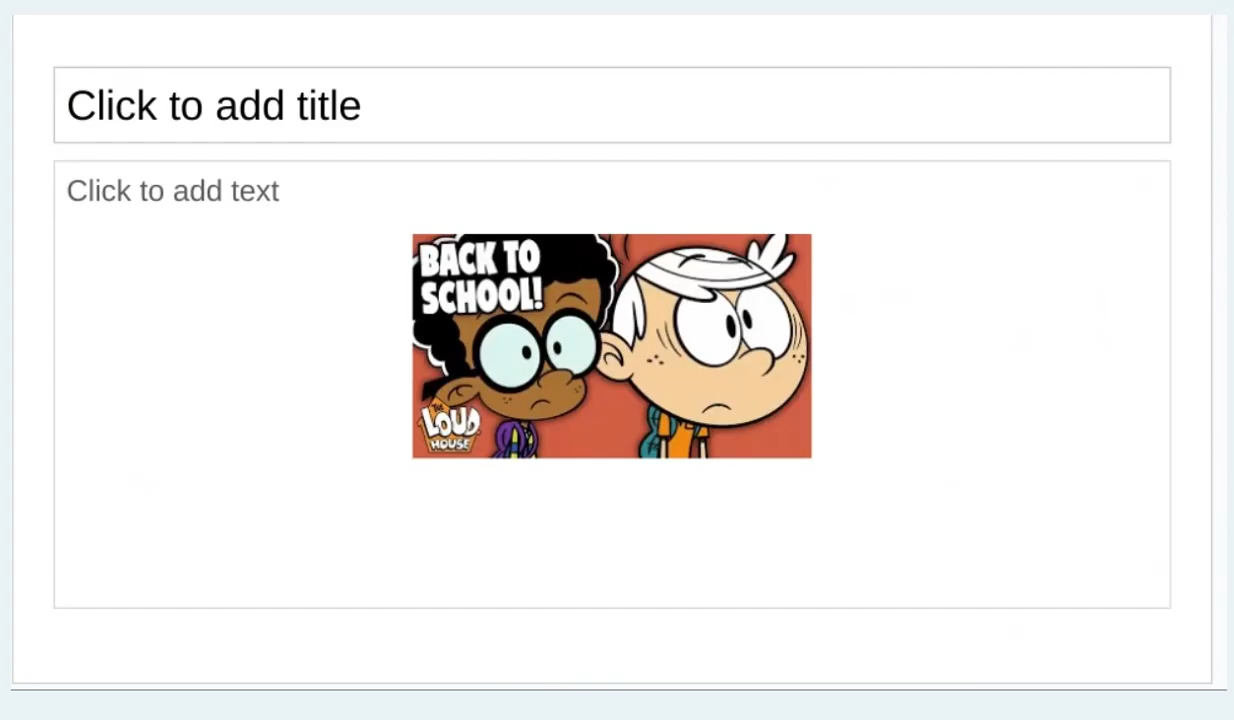 Click to add title
Click to add text
BACK TO
SCHOOL!
THE
LOUD
HOUSE